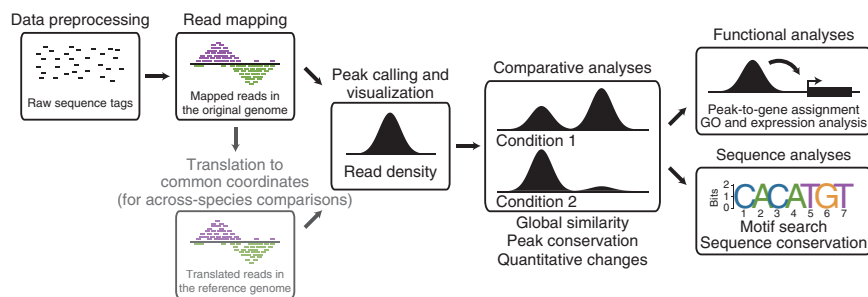 Data preprocessing
Raw sequence tags
Read mapping
Mapped reads in
the original genome
Translation to
common coordinates
(for across-species comparisons)
Translated reads in
the reference genome
Peak calling and
visualization
Read density
Comparative analyses
Condition 1
Condition 2
Global similarity
Peak conservation
Quantitative changes
Functional analyses
Peak-to-gene assignment
GO and expression analysis
Sequence analyses
Bits
2
1
0
CACATGT
1 2 3 4 5 6 7
Motif search
Sequence conservation